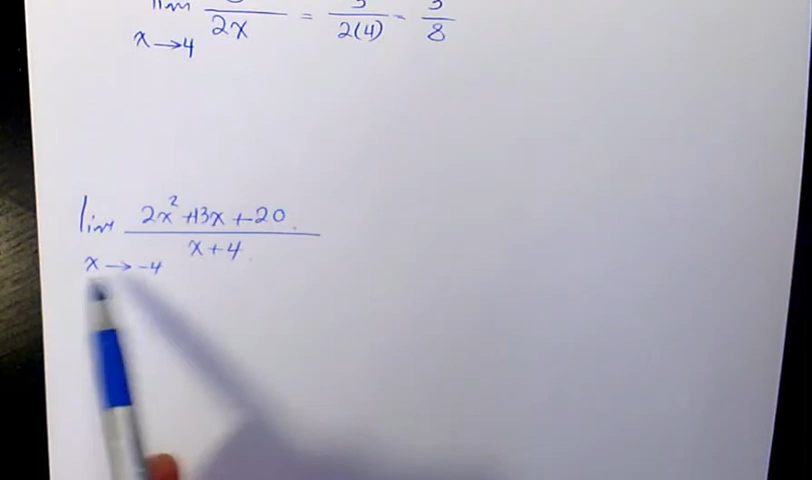 lim
2x = 2(4) = 8
x→4
lim 2x²+13x+20
x+4
x→-4